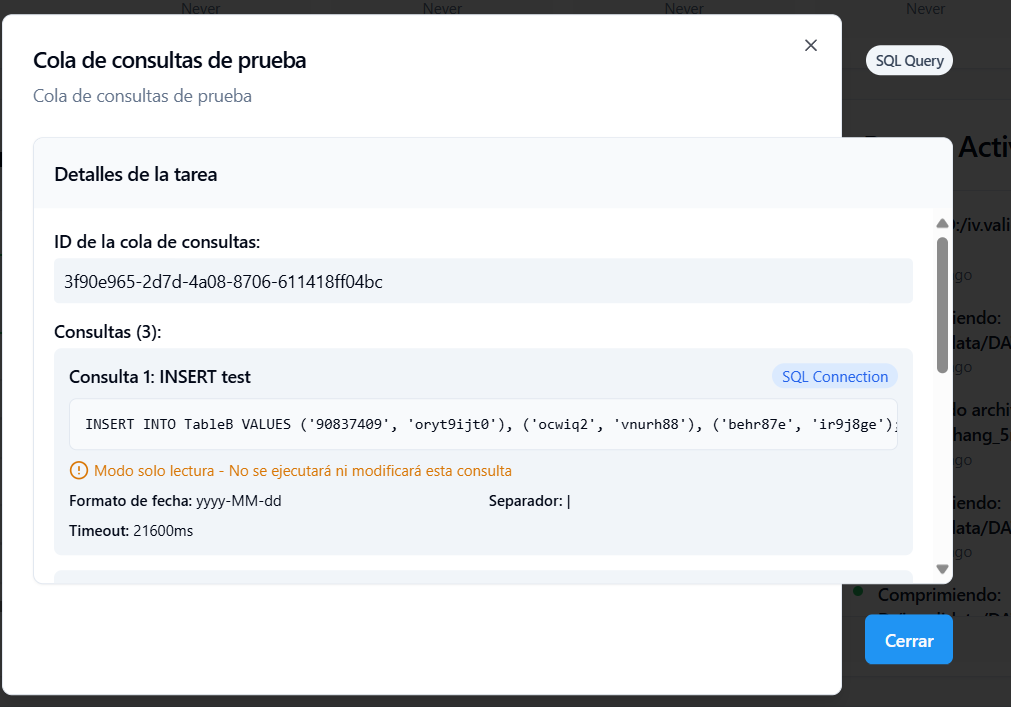 Never Never Never Never
Cola de consultas de prueba
SQL Query
Cola de consultas de prueba
Acti
Detalles de la tarea
:/iv.vali
ID de la cola de consultas:
go
3f90e965-2d7d-4a08-8706-611418ff04bc
iendo:
Consultas (3):
data/DA
go
Consulta 1: INSERT test
SQL Connection
lo archi
INSERT INTO TableB VALUES ('90837409', 'oryt9ijt0'), ('ocwiq2', 'vnurh88'), ('behr87e', 'ir9j8ge');
hang_5
go
Modo solo lectura - No se ejecutará ni modificará esta consulta
Formato de fecha: yyyy-MM-dd
Separador: |
iendo:
Timeout: 21600ms
data/DA
go
Comprimiendo:
Cerrar